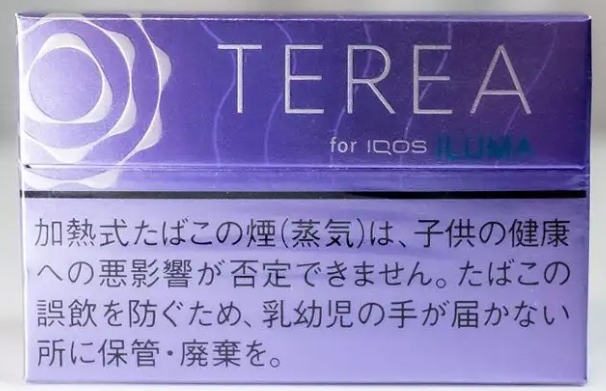 TEREA
for IQOS ILUMA
加熱式たばこの煙(蒸気)は、子供の健康
への悪影響が否定できません。たばこの
誤飲を防ぐため、乳幼児の手が届かない
所に保管・廃棄を。